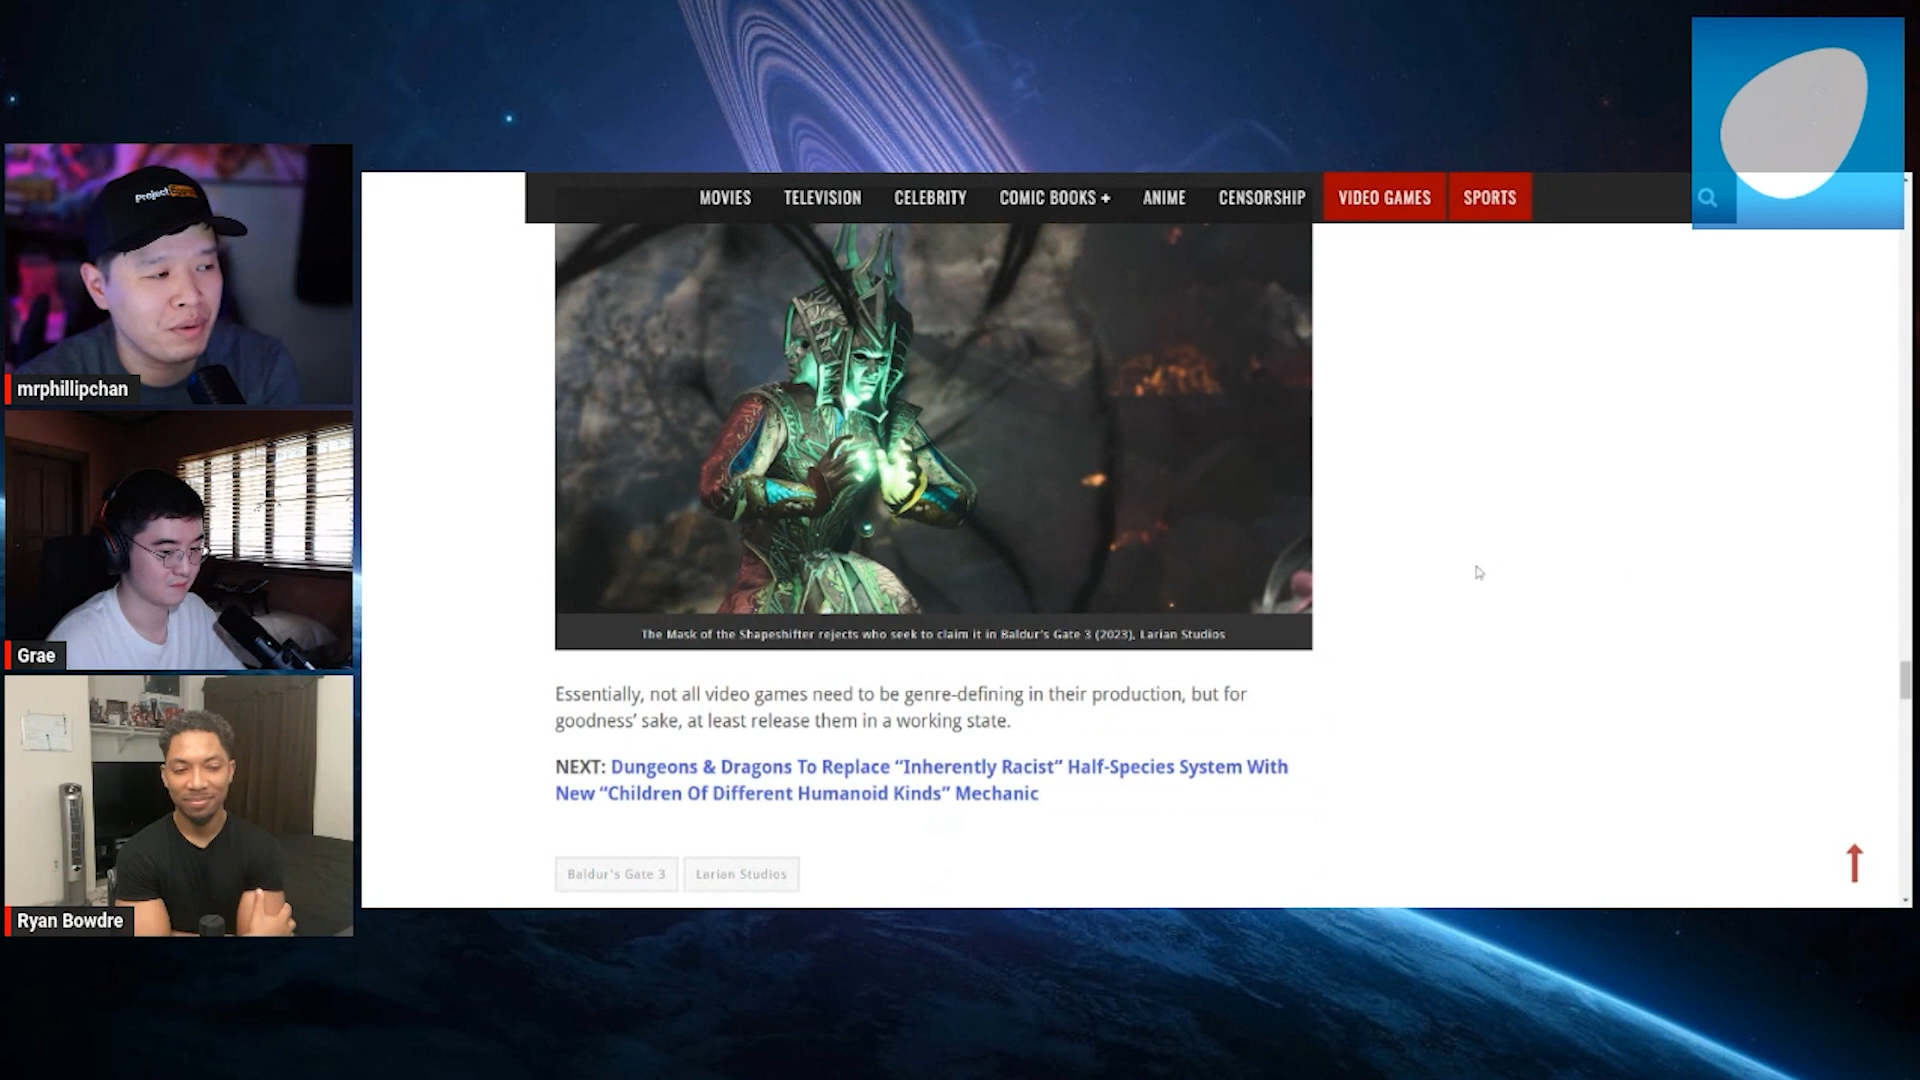 MOVIES TELEVISION CELEBRITY COMIC BOOKS + ANIME CENSORSHIP VIDEO GAMES SPORTS
project
mrphillipchan
Grae
Ryan Bowdre
The Mask of the Shapeshifter rejects who seek to claim it in Baldur's Gate 3 (2023), Larian Studios
Essentially, not all video games need to be genre-defining in their production, but for
goodness’ sake, at least release them in a working state.
NEXT: Dungeons & Dragons To Replace “Inherently Racist” Half-Species System With
New “Children Of Different Humanoid Kinds” Mechanic
Baldur's Gate 3 Larian Studios